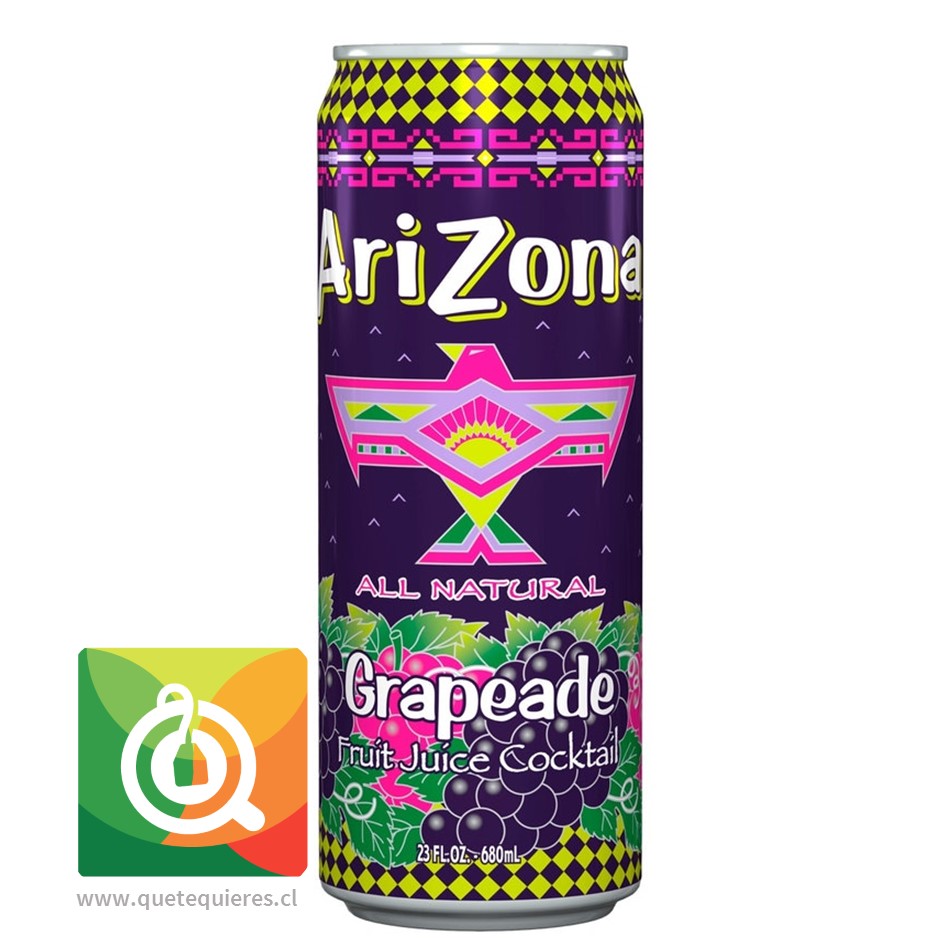 AriZona
ALL NATURAL
Grapeade
Fruit Juice Cocktail
23 FL.OZ. - 680mL
www.quetequieres.cl